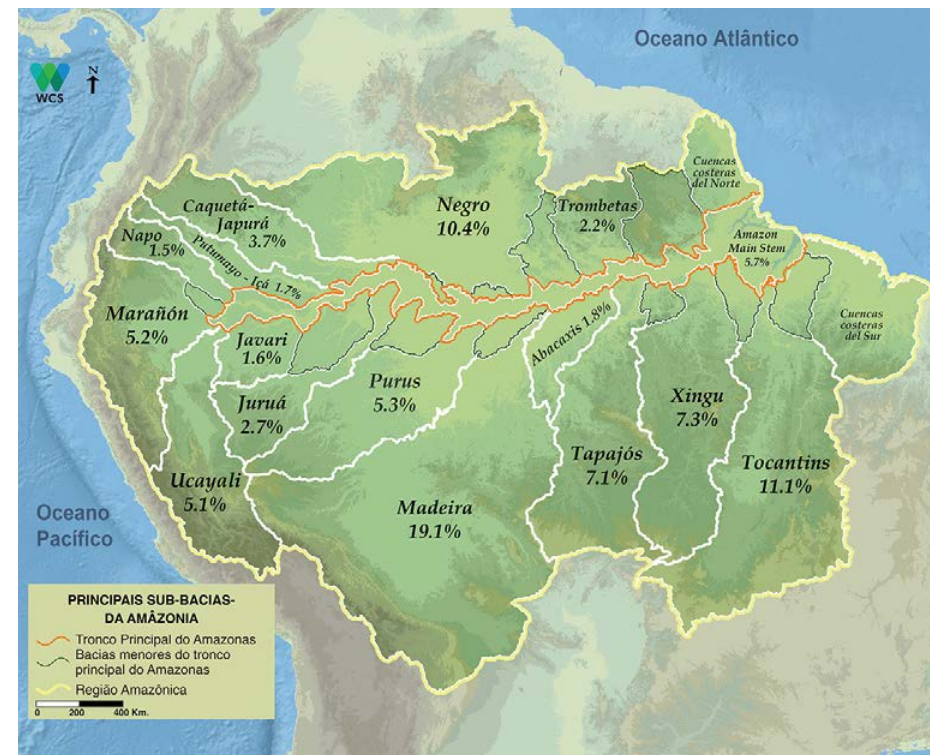 Oceano Atlântico
WCS
N
Cuencas
costeras
del Norte
Negro
10.4%
Trombetas
2.2%
Caquetá-
Japurá
3.7%
Napo
1.5%
Putumayo - Içá 1.7%
Amazon
Main Stem
5.7%
Marañón
5.2%
Javari
1.6%
Abacaxis 1.8%
Cuencas
costeras
del Sur
Purus
5.3%
Juruá
2.7%
Xingu
7.3%
Tapajós
7.1%
Tocantins
11.1%
Ucayali
5.1%
Madeira
19.1%
Oceano
Pacífico
PRINCIPAIS SUB-BACIAS-
DA AMÂZONIA
Tronco Principal do Amazonas
Bacias menores do tronco
principal do Amazonas
Região Amazônica
0 200 400 Km.